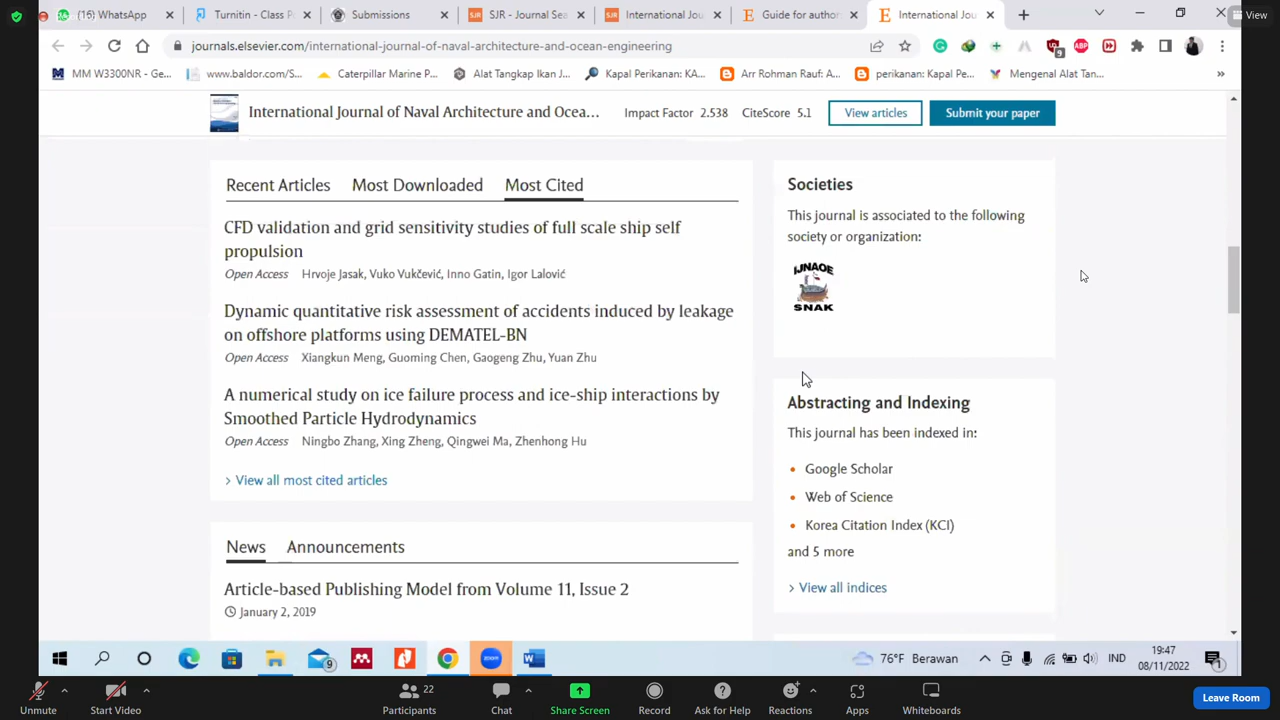 (15) WhatsApp
Turnitin - Class P
Submissions
SJR - Journal Sea
International Jou
Guide for author
International Jou
View
journals.elsevier.com/international-journal-of-naval-architecture-and-ocean-engineering
MM W3300NR - Ge...
www.baldor.com/S...
Caterpillar Marine P...
Alat Tangkap Ikan J...
Kapal Perikanan: KA...
Arr Rohman Rauf: A...
perikanan: Kapal Pe...
Mengenal Alat Tan...
International Journal of Naval Architecture and Ocea...
Impact Factor 2.538
CiteScore 5.1
View articles
Submit your paper
Recent Articles
Most Downloaded
Most Cited
CFD validation and grid sensitivity studies of full scale ship self
propulsion
Open Access Hrvoje Jasak, Vuko Vukčević, Inno Gatin, Igor Lalović
Dynamic quantitative risk assessment of accidents induced by leakage
on offshore platforms using DEMATEL-BN
Open Access Xiangkun Meng, Guoming Chen, Gaogeng Zhu, Yuan Zhu
A numerical study on ice failure process and ice-ship interactions by
Smoothed Particle Hydrodynamics
Open Access Ningbo Zhang, Xing Zheng, Qingwei Ma, Zhenhong Hu
View all most cited articles
News
Announcements
Article-based Publishing Model from Volume 11, Issue 2
January 2, 2019
Societies
This journal is associated to the following
society or organization:
IJNAOE
SNAK
Abstracting and Indexing
This journal has been indexed in:
Google Scholar
Web of Science
Korea Citation Index (KCI)
and 5 more
View all indices
76°F Berawan
IND
19:47
08/11/2022
Unmute
Start Video
22
Participants
Chat
Share Screen
Record
Ask for Help
Reactions
Apps
Whiteboards
Leave Room